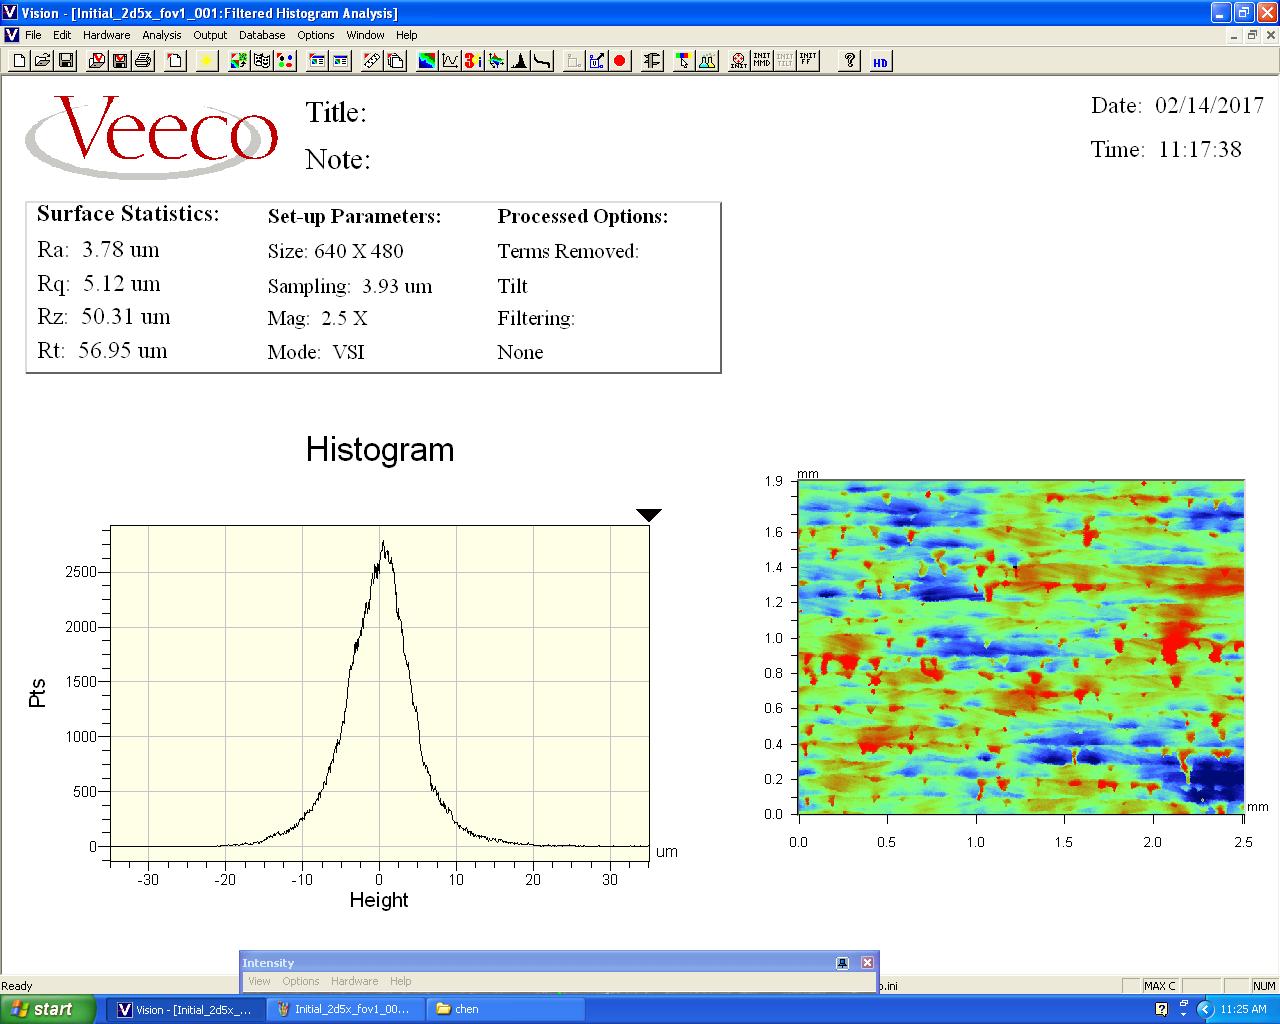 Vision - [Initial_2d5x_fov1_001:Filtered Histogram Analysis]
File Edit Hardware Analysis Output Database Options Window Help
INIT INIT MMD INIT TILT INIT FF ? HD
Veeco
Title:
Note:
Date: 02/14/2017
Time: 11:17:38
Surface Statistics:
Ra: 3.78 um
Rq: 5.12 um
Rz: 50.31 um
Rt: 56.95 um
Set-up Parameters:
Size: 640 X 480
Sampling: 3.93 um
Mag: 2.5 X
Mode: VSI
Processed Options:
Terms Removed:
Tilt
Filtering:
None
Histogram
Pts
2500
2000
1500
1000
500
0
-30 -20 -10 0 10 20 30
um
Height
mm
1.9
1.6
1.4
1.2
1.0
0.8
0.6
0.4
0.2
0.0
mm
0.0 0.5 1.0 1.5 2.0 2.5
Intensity
View Options Hardware Help
Ready
o.ini
MAX C
NUM
start
Vision - [Initial_2d5x_...
Initial_2d5x_fov1_00...
chen
11:25 AM